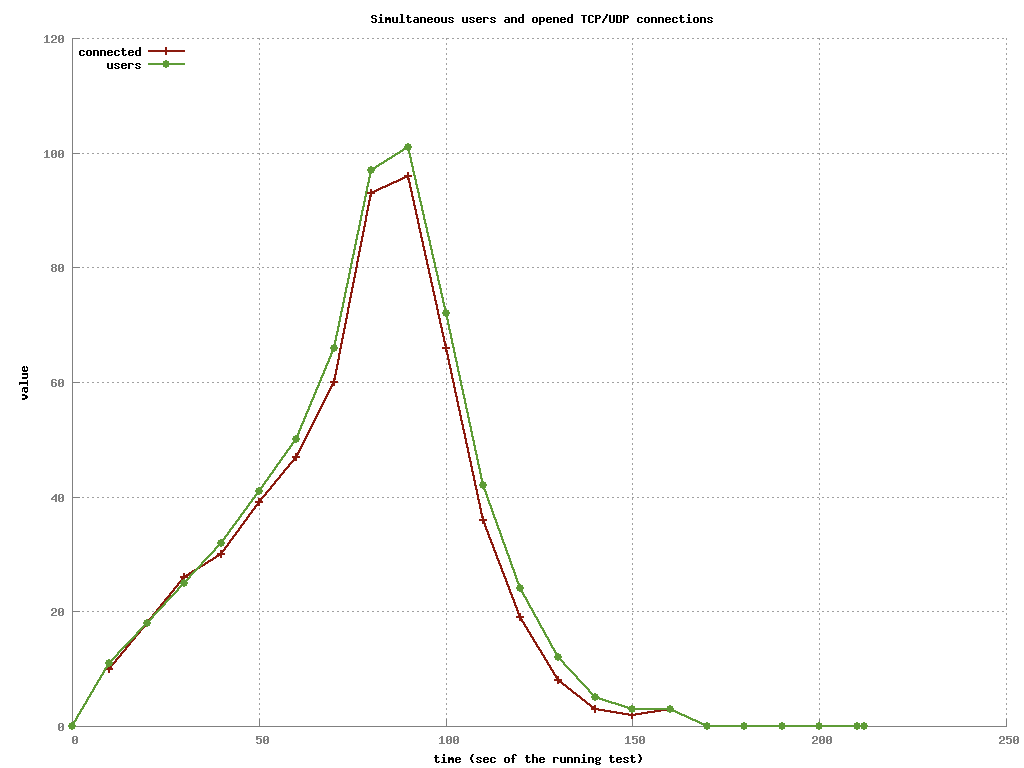 Simultaneous users and opened TCP/UDP connections
120
connected
users
100
80
60
value
40
20
0
0 50 100 150 200 250
time (sec of the running test)